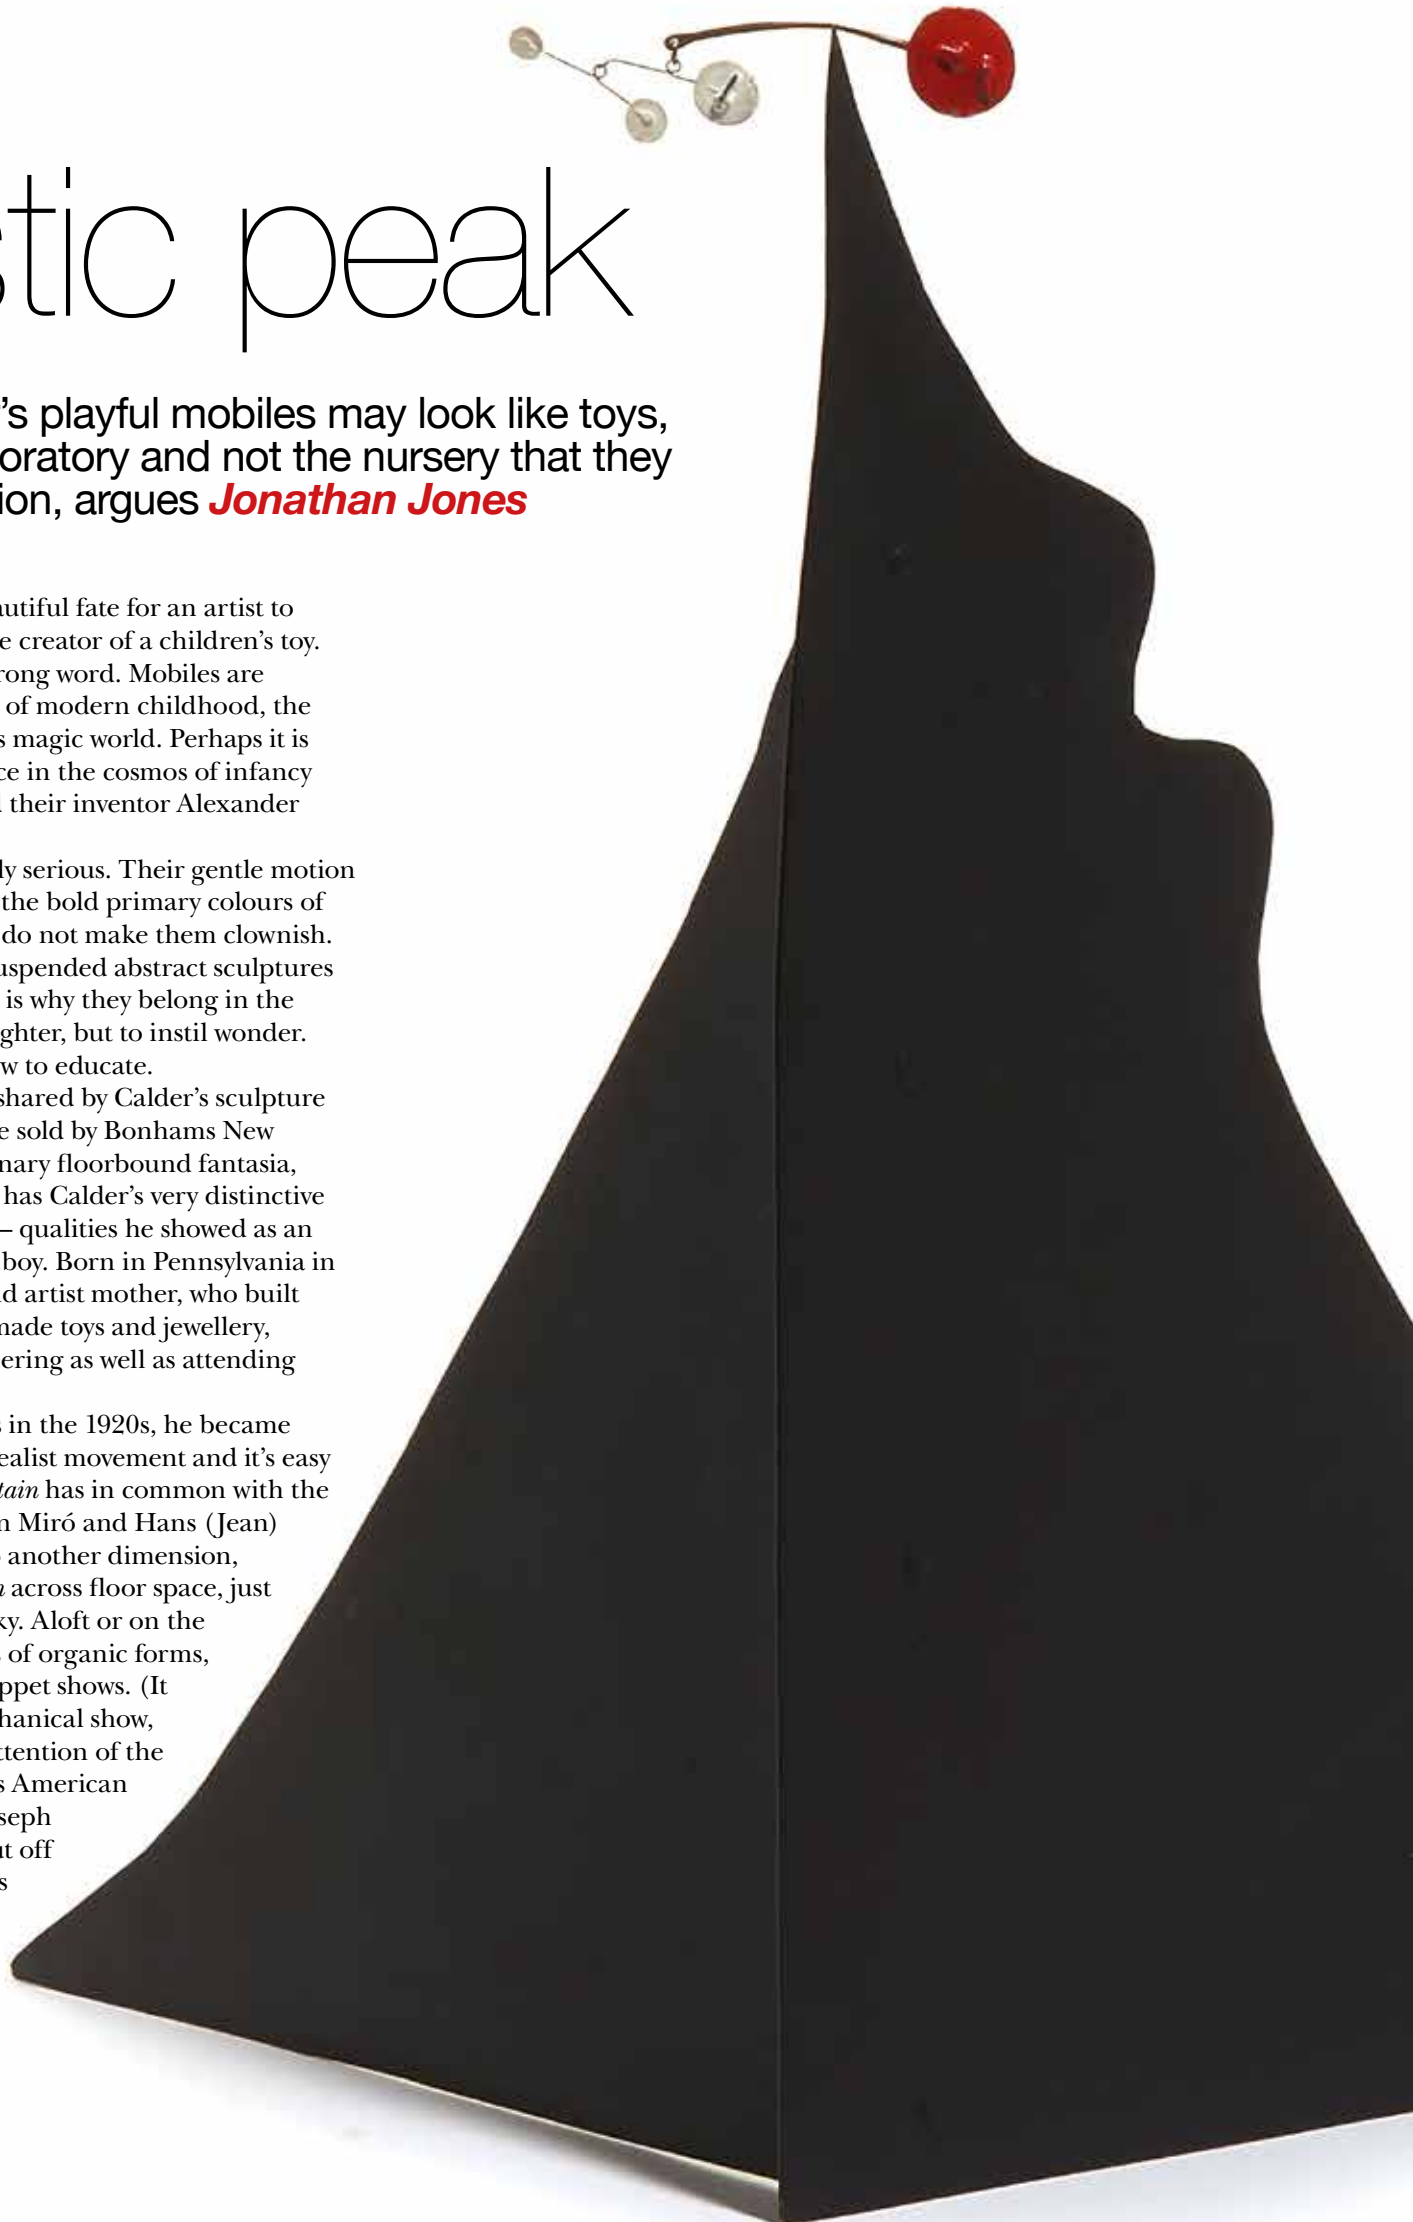 stic peak
’s playful mobiles may look like toys,
oratory and not the nursery that they
ion, argues Jonathan Jones
autiful fate for an artist to
e creator of a children’s toy.
rong word. Mobiles are
of modern childhood, the
s magic world. Perhaps it is
ce in the cosmos of infancy
l their inventor Alexander
ly serious. Their gentle motion
the bold primary colours of
do not make them clownish.
uspended abstract sculptures
is why they belong in the
ghter, but to instil wonder.
w to educate.
shared by Calder’s sculpture
e sold by Bonhams New
nary floorbound fantasia,
has Calder’s very distinctive
– qualities he showed as an
boy. Born in Pennsylvania in
d artist mother, who built
made toys and jewellery,
ering as well as attending
s in the 1920s, he became
ealist movement and it’s easy
tain has in common with the
n Miró and Hans (Jean)
o another dimension,
n across floor space, just
ky. Aloft or on the
s of organic forms,
ppet shows. (It
hanical show,
ttention of the
s American
seph
ut off
s